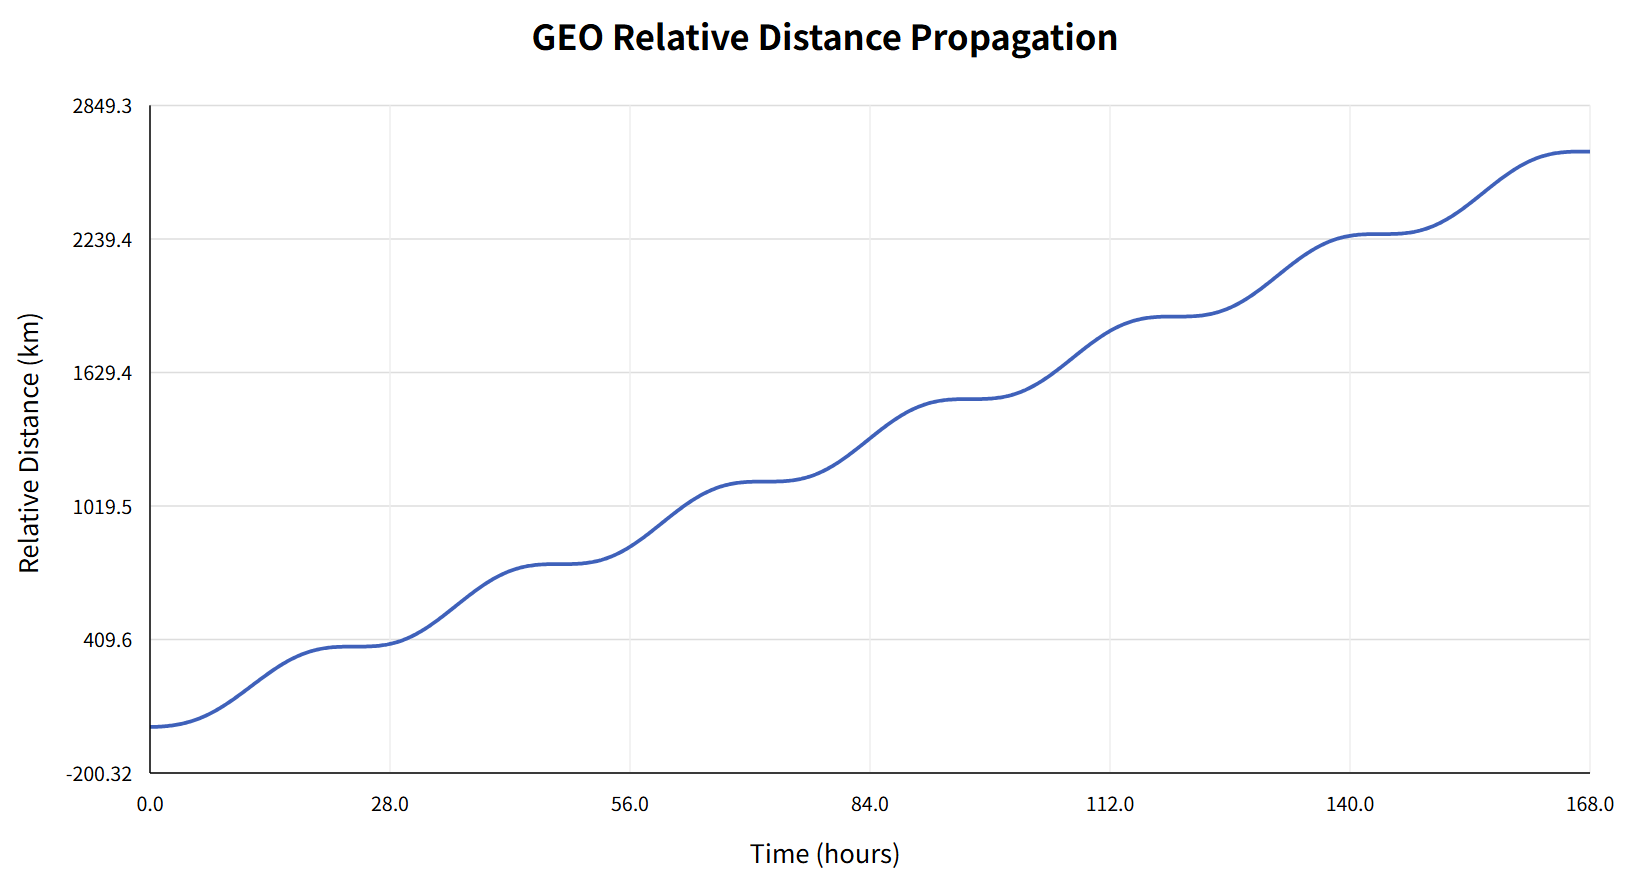 GEO Relative Distance Propagation
2849.3
2239.4
1629.4
1019.5
409.6
-200.32
Relative Distance (km)
0.0 28.0 56.0 84.0 112.0 140.0 168.0
Time (hours)